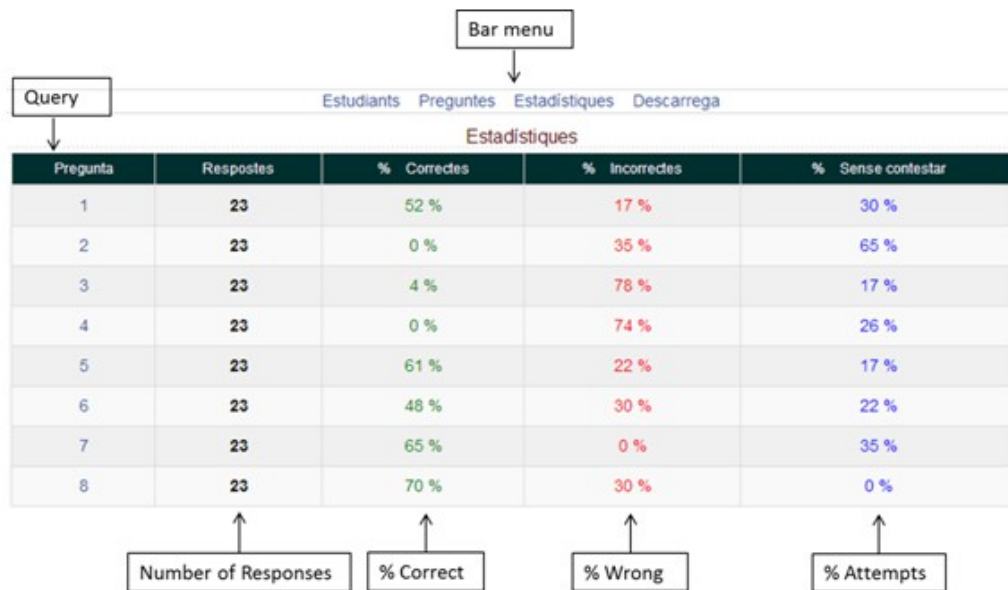 Bar menu
Query
Estudiants Preguntes Estadístiques Descarrega
Estadístiques
Pregunta Respostes % Correctes % Incorrectes % Sense contestar
1 23 52 % 17 % 30 %
2 23 0 % 35 % 65 %
3 23 4 % 78 % 17 %
4 23 0 % 74 % 26 %
5 23 61 % 22 % 17 %
6 23 48 % 30 % 22 %
7 23 65 % 0 % 35 %
8 23 70 % 30 % 0 %
Number of Responses % Correct % Wrong % Attempts